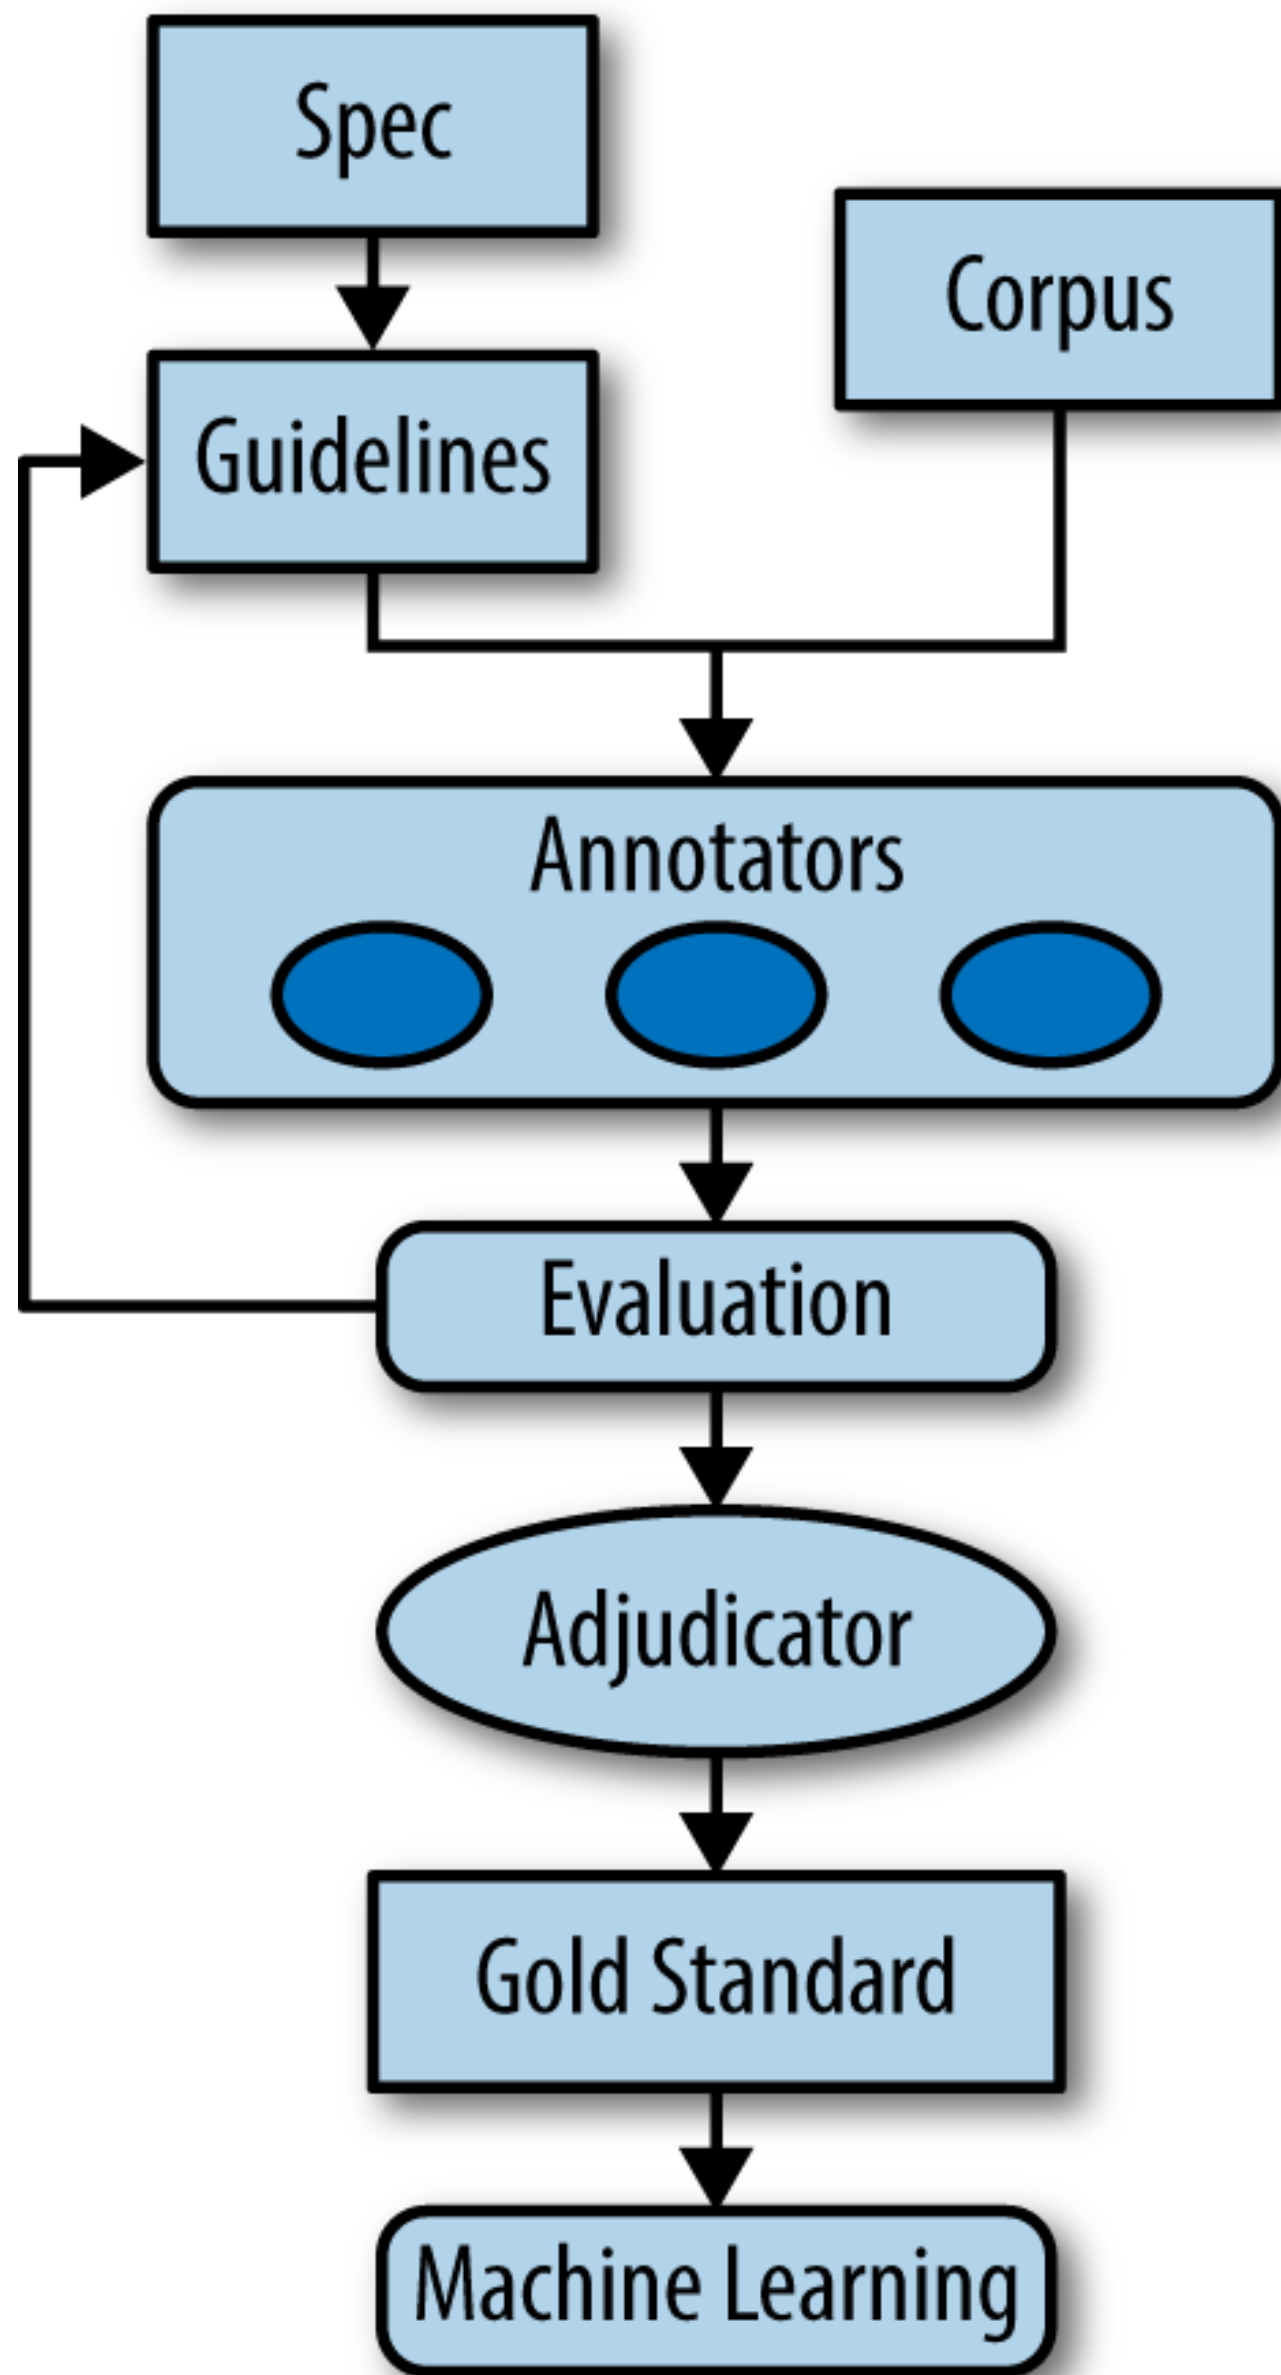 Spec
Corpus
Guidelines
Annotators
Evaluation
Adjudicator
Gold Standard
Machine Learning